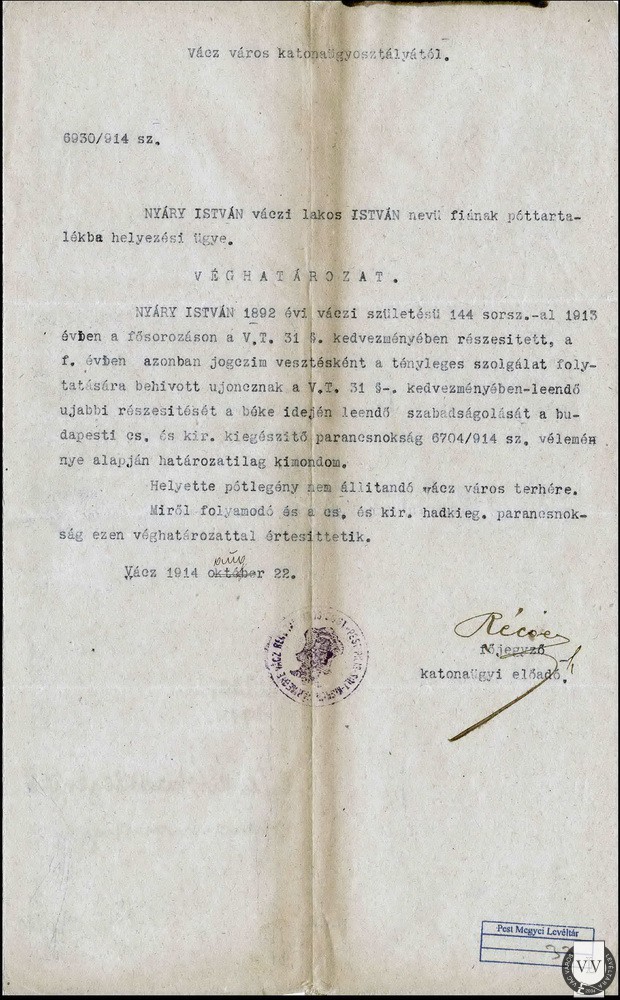 Vácz város katonaügyosztályától.
6930/914 sz.
NYÁRY ISTVÁN váczi lakos ISTVÁN nevü fiának póttarta-
lékba helyezési ügye.
VÉGHATÁROZAT.
NYÁRY ISTVÁN 1892 évi váczi születésü 144 sorsz.-al 1913
évben a fősorozáson a V.T. 31 §. kedvezményében részesitett, a
f. évben azonban jogczim vesztésként a tényleges szolgálat foly-
tatására behivott ujoncznak a V.T. 31 §-. kedvezményében-leendő
ujabbi részesitését a béke idején leendő szabadságolását a bu-
dapesti cs. és kir. kiegészitő parancsnokság 6704/914 sz. vélemén
nye alapján határozatilag kimondom.
Helyette pótlegény nem állitandó vácz város terhére.
Miről folyamodó és a cs. és kir. hadkieg. parancsnok-
ság ezen véghatározattal értesittetik.
aug
Vácz 1914 október 22.
főjegyző
katonaügyi előadó.
Pest Megyei Levéltár
VV